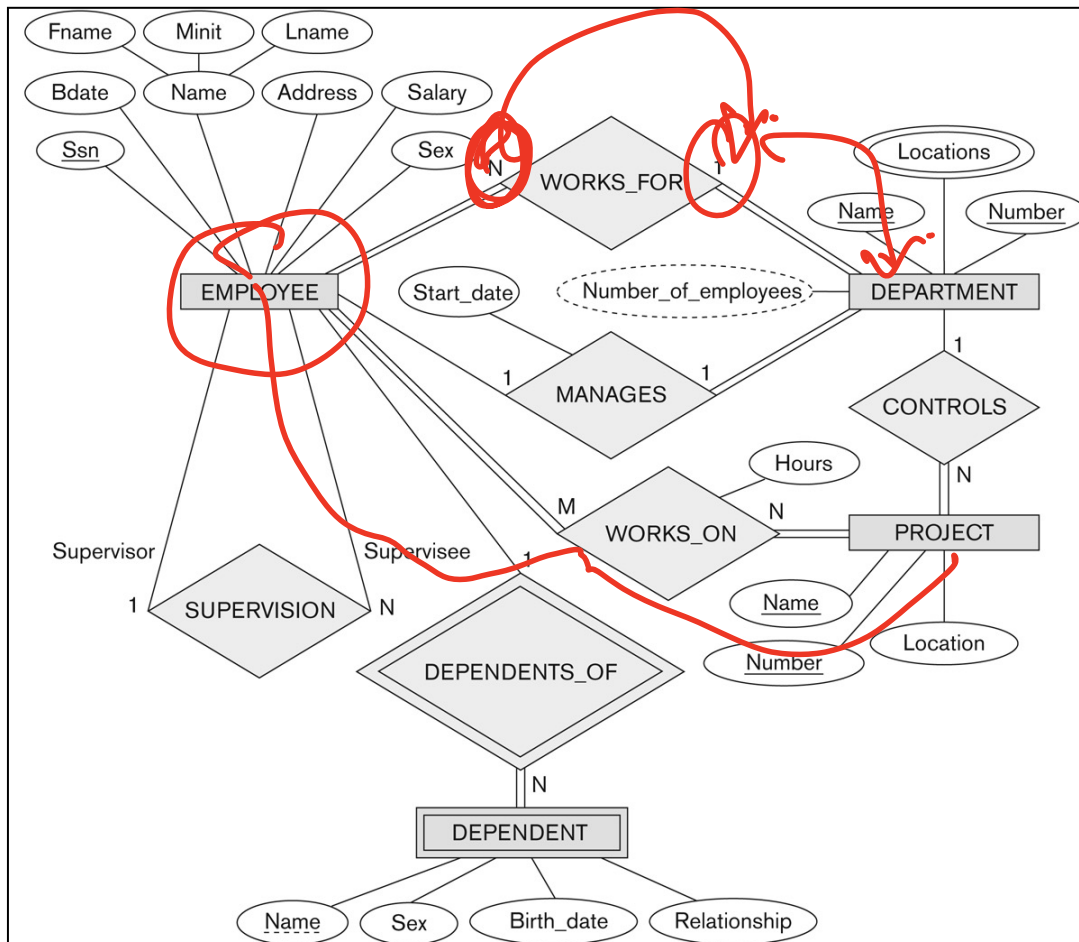 Fname Minit Lname
Bdate Name Address Salary
Ssn Sex N WORKS_FOR 1 Locations
Name Number
EMPLOYEE Start_date Number_of_employees DEPARTMENT
1 MANAGES 1 1
CONTROLS
Hours
M WORKS_ON N N
PROJECT
Supervisor Supervisee 1
1 SUPERVISION N Name
Number Location
DEPENDENTS_OF
N
DEPENDENT
Name Sex Birth_date Relationship